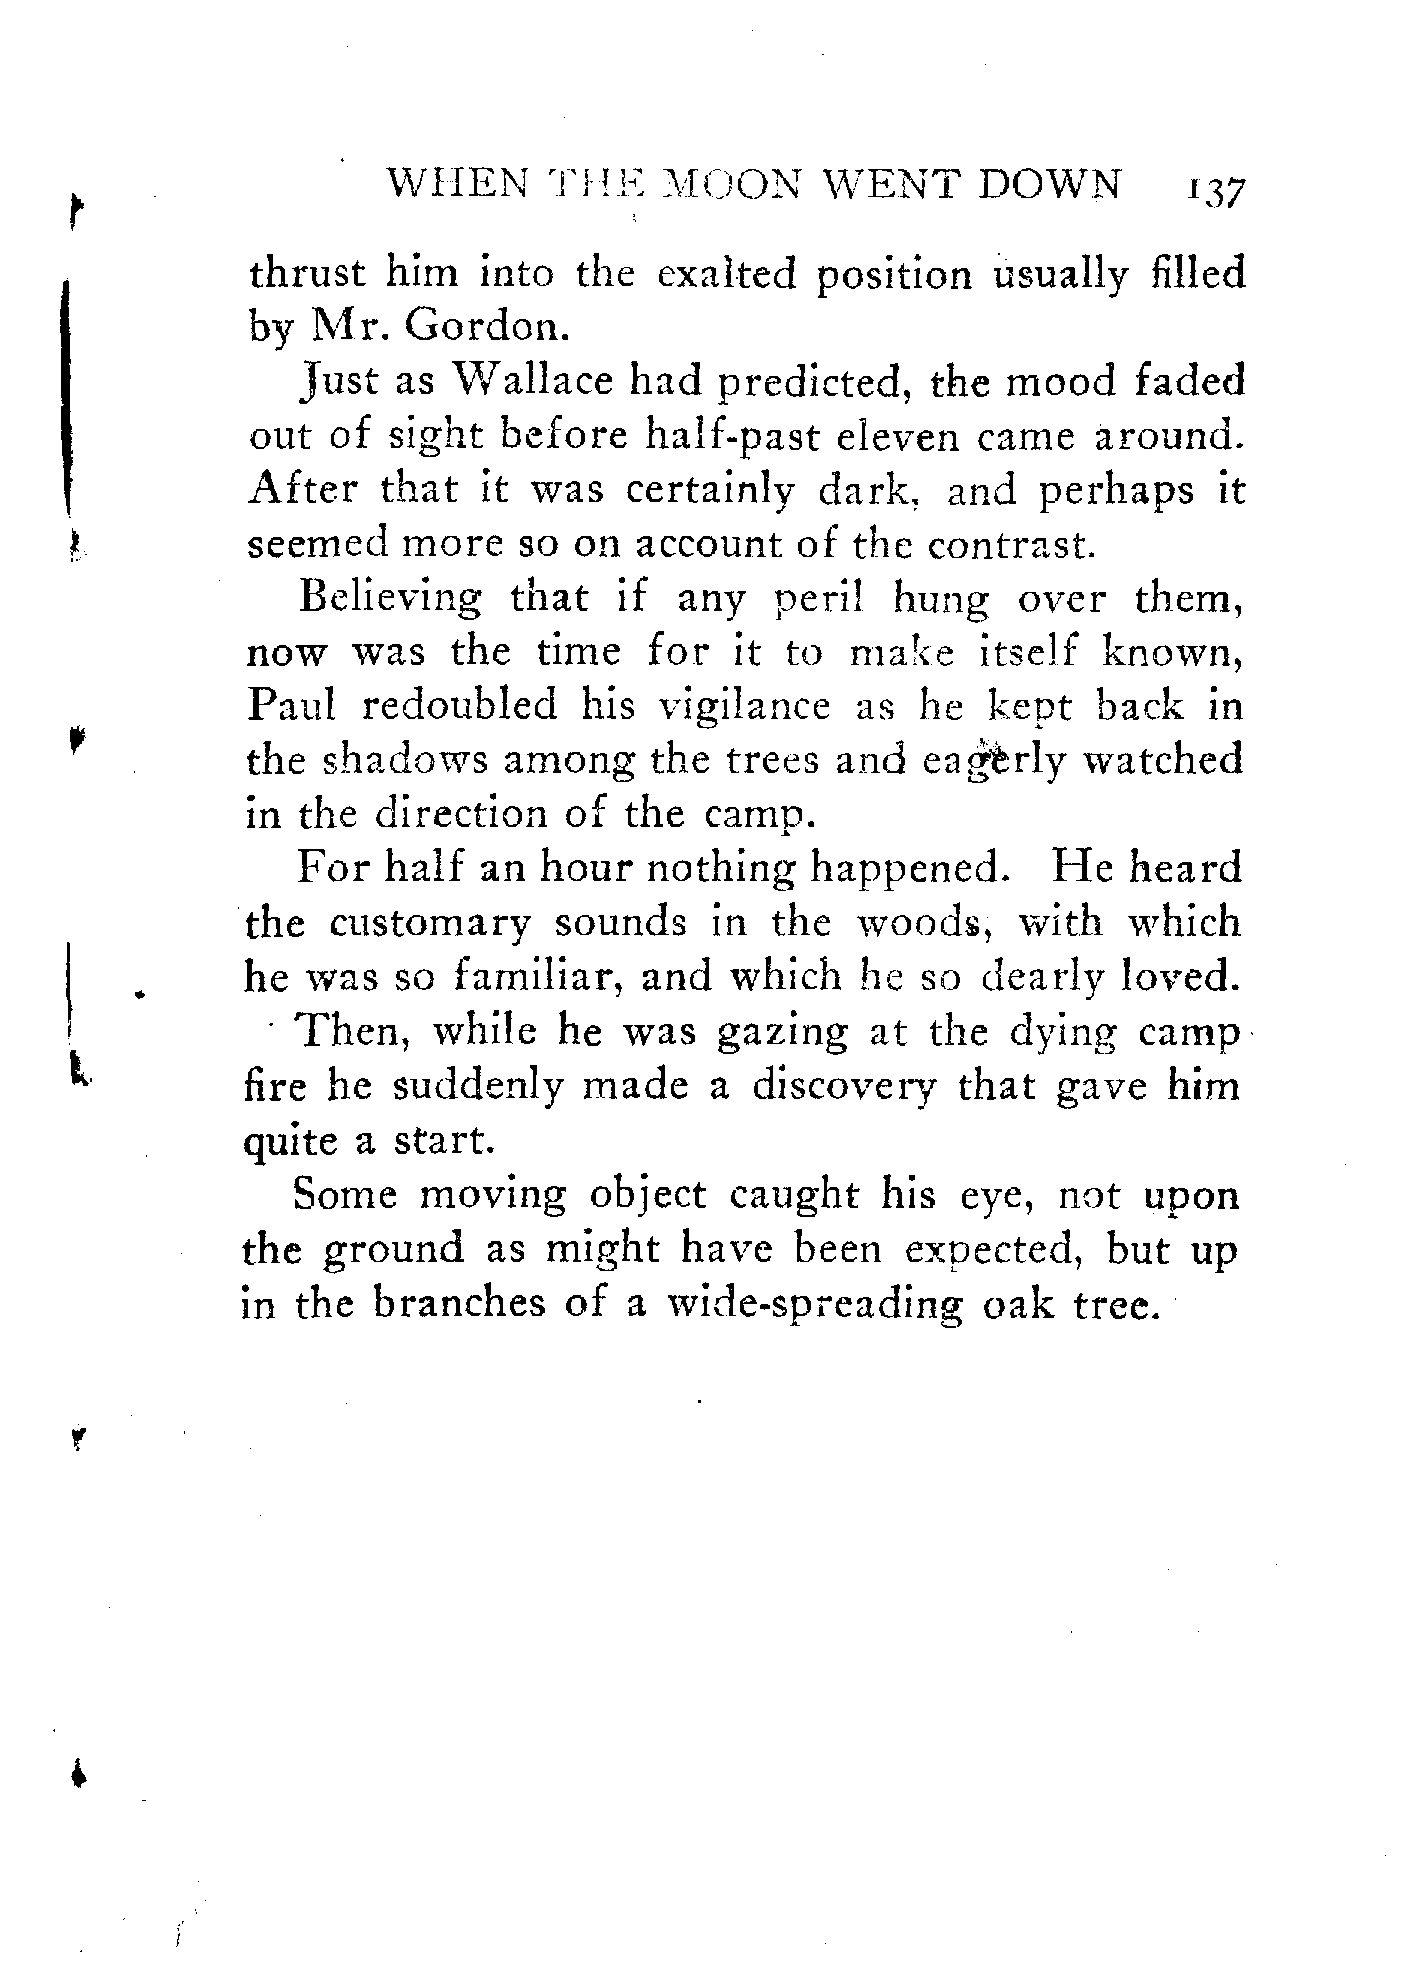 WHEN THE MOON WENT DOWN 137
thrust him into the exalted position usually filled
by Mr. Gordon.
Just as Wallace had predicted, the mood faded
out of sight before half-past eleven came around.
After that it was certainly dark, and perhaps it
seemed more so on account of the contrast.
Believing that if any peril hung over them,
now was the time for it to make itself known,
Paul redoubled his vigilance as he kept back in
the shadows among the trees and eagerly watched
in the direction of the camp.
For half an hour nothing happened. He heard
the customary sounds in the woods, with which
he was so familiar, and which he so dearly loved.
Then, while he was gazing at the dying camp
fire he suddenly made a discovery that gave him
quite a start.
Some moving object caught his eye, not upon
the ground as might have been expected, but up
in the branches of a wide-spreading oak tree.